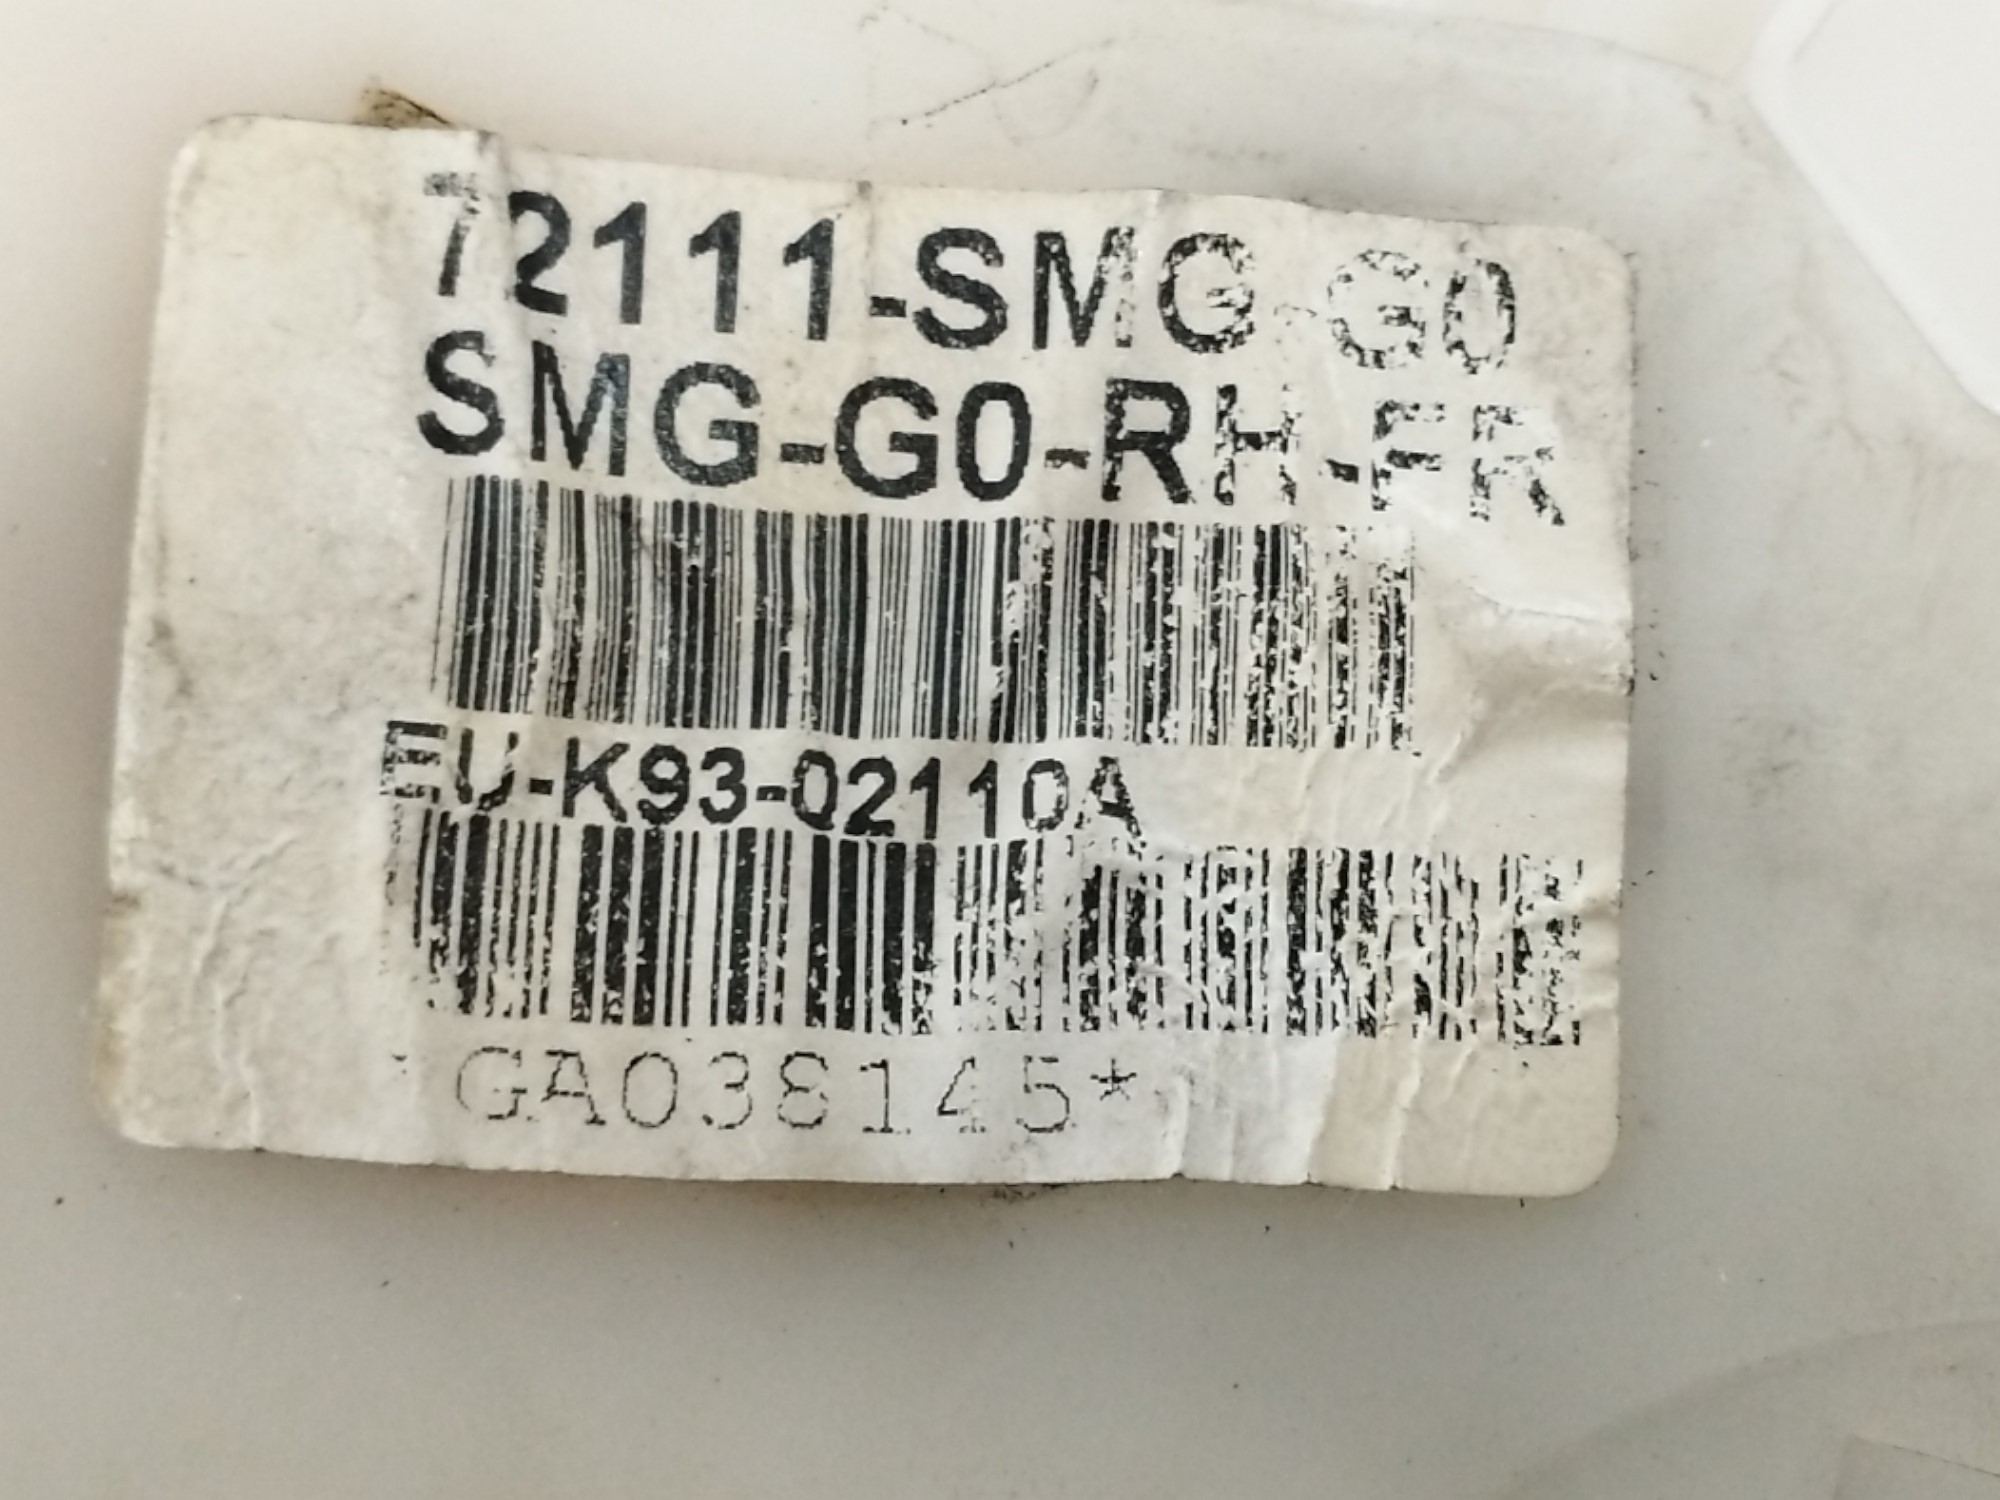 72111-SMG-G0
SMG-G0-RH-FR
EU-K93-02110A
*GA038145*